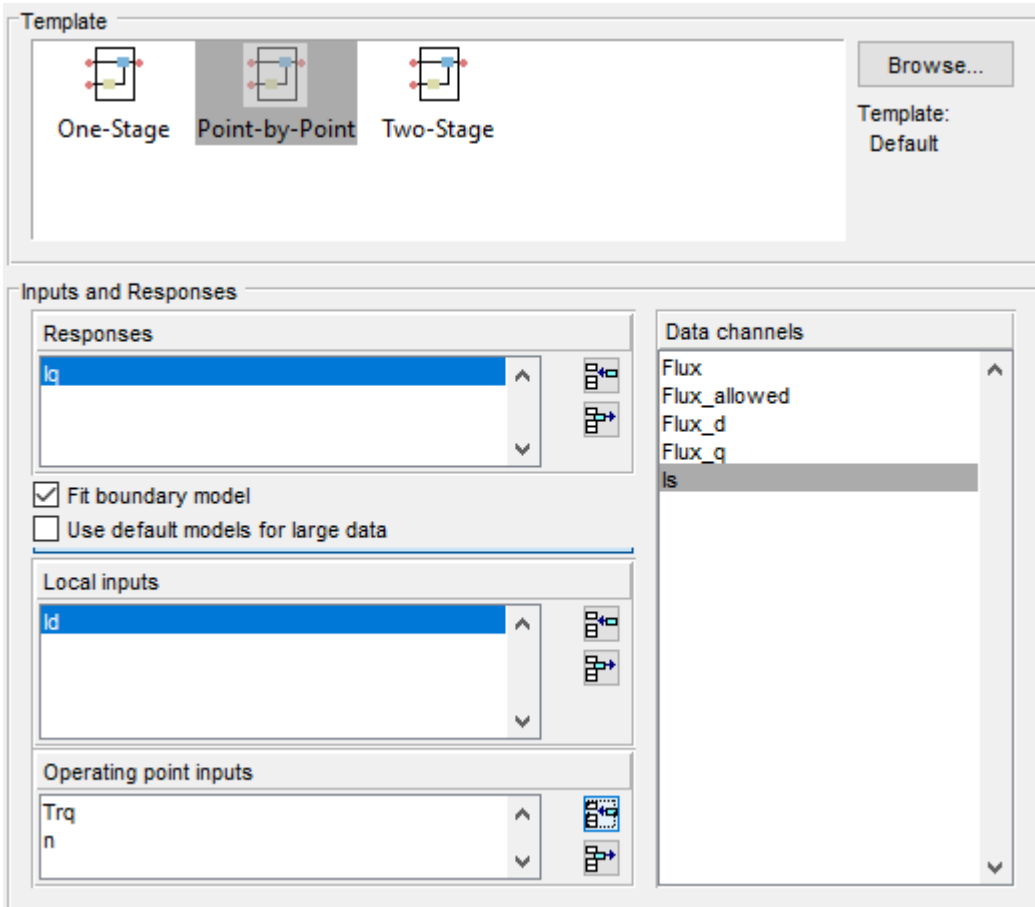 Template
One-Stage
Point-by-Point
Two-Stage
Browse...
Template:
Default
Inputs and Responses
Responses
Iq
Fit boundary model
Use default models for large data
Local inputs
Id
Operating point inputs
Trq
n
Data channels
Flux
Flux_allowed
Flux_d
Flux_q
Is